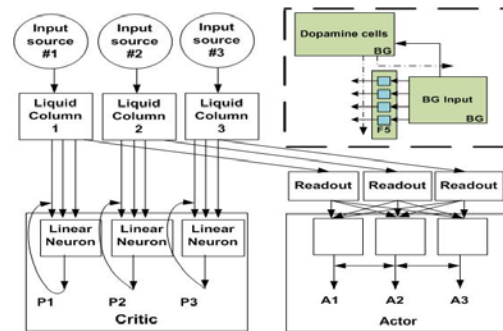 Input
source
#1
Input
source
#2
Input
source
#3
Liquid
Column
1
Liquid
Column
2
Liquid
Column
3
Dopamine cells
BG
BG Input
BG
F5
Readout
Readout
Readout
Linear
Neuron
Linear
Neuron
Linear
Neuron
P1
P2
P3
Critic
A1
A2
A3
Actor